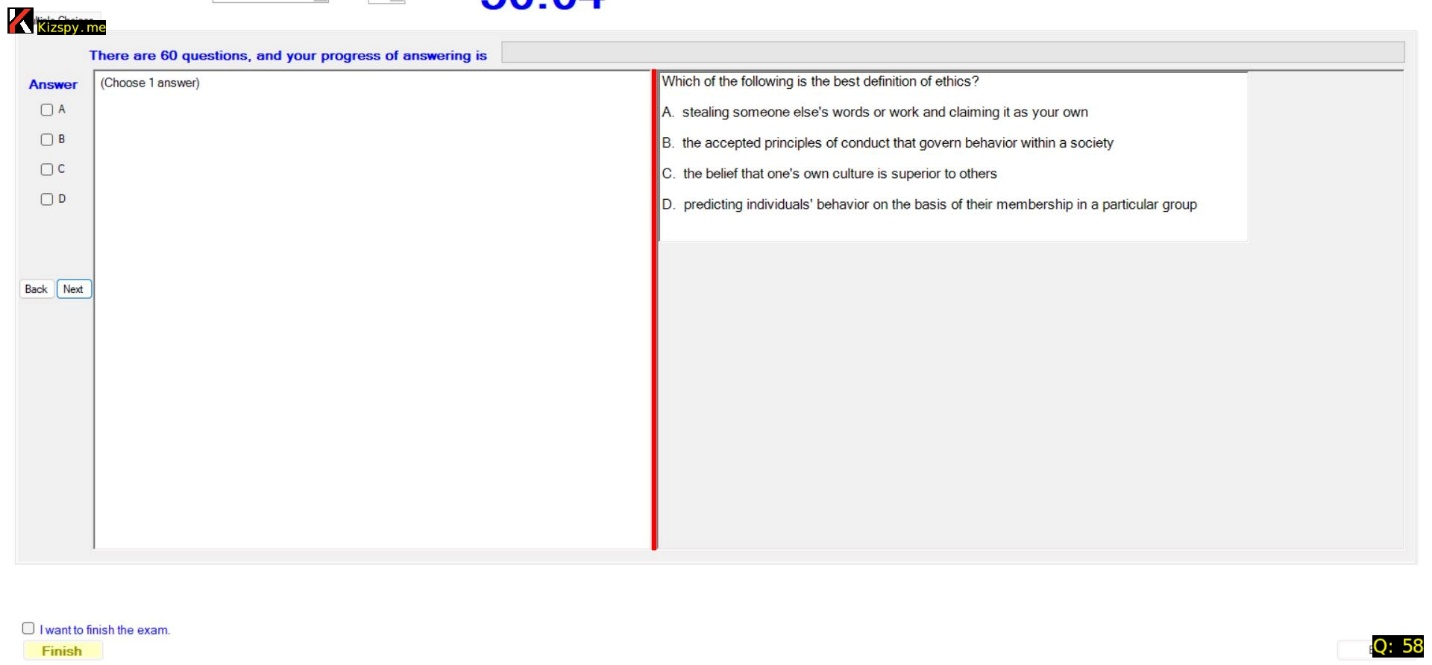 Kizspy.me
There are 60 questions, and your progress of answering is
Answer
(Choose 1 answer)
A
B
C
D
Back Next
Which of the following is the best definition of ethics?
A. stealing someone else's words or work and claiming it as your own
B. the accepted principles of conduct that govern behavior within a society
C. the belief that one's own culture is superior to others
D. predicting individuals' behavior on the basis of their membership in a particular group
I want to finish the exam.
Finish
Q: 58